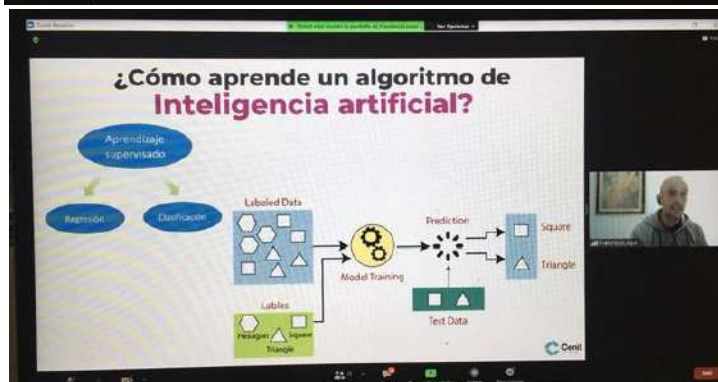 ¿Cómo aprende un algoritmo de
Inteligencia artificial?
Aprendizaje
supervisado
Regresión
Clasificación
Labeled Data
Model Training
Prediction
Square
Triangle
Lables
Hexagon
Square
Triangle
Test Data
Cenit